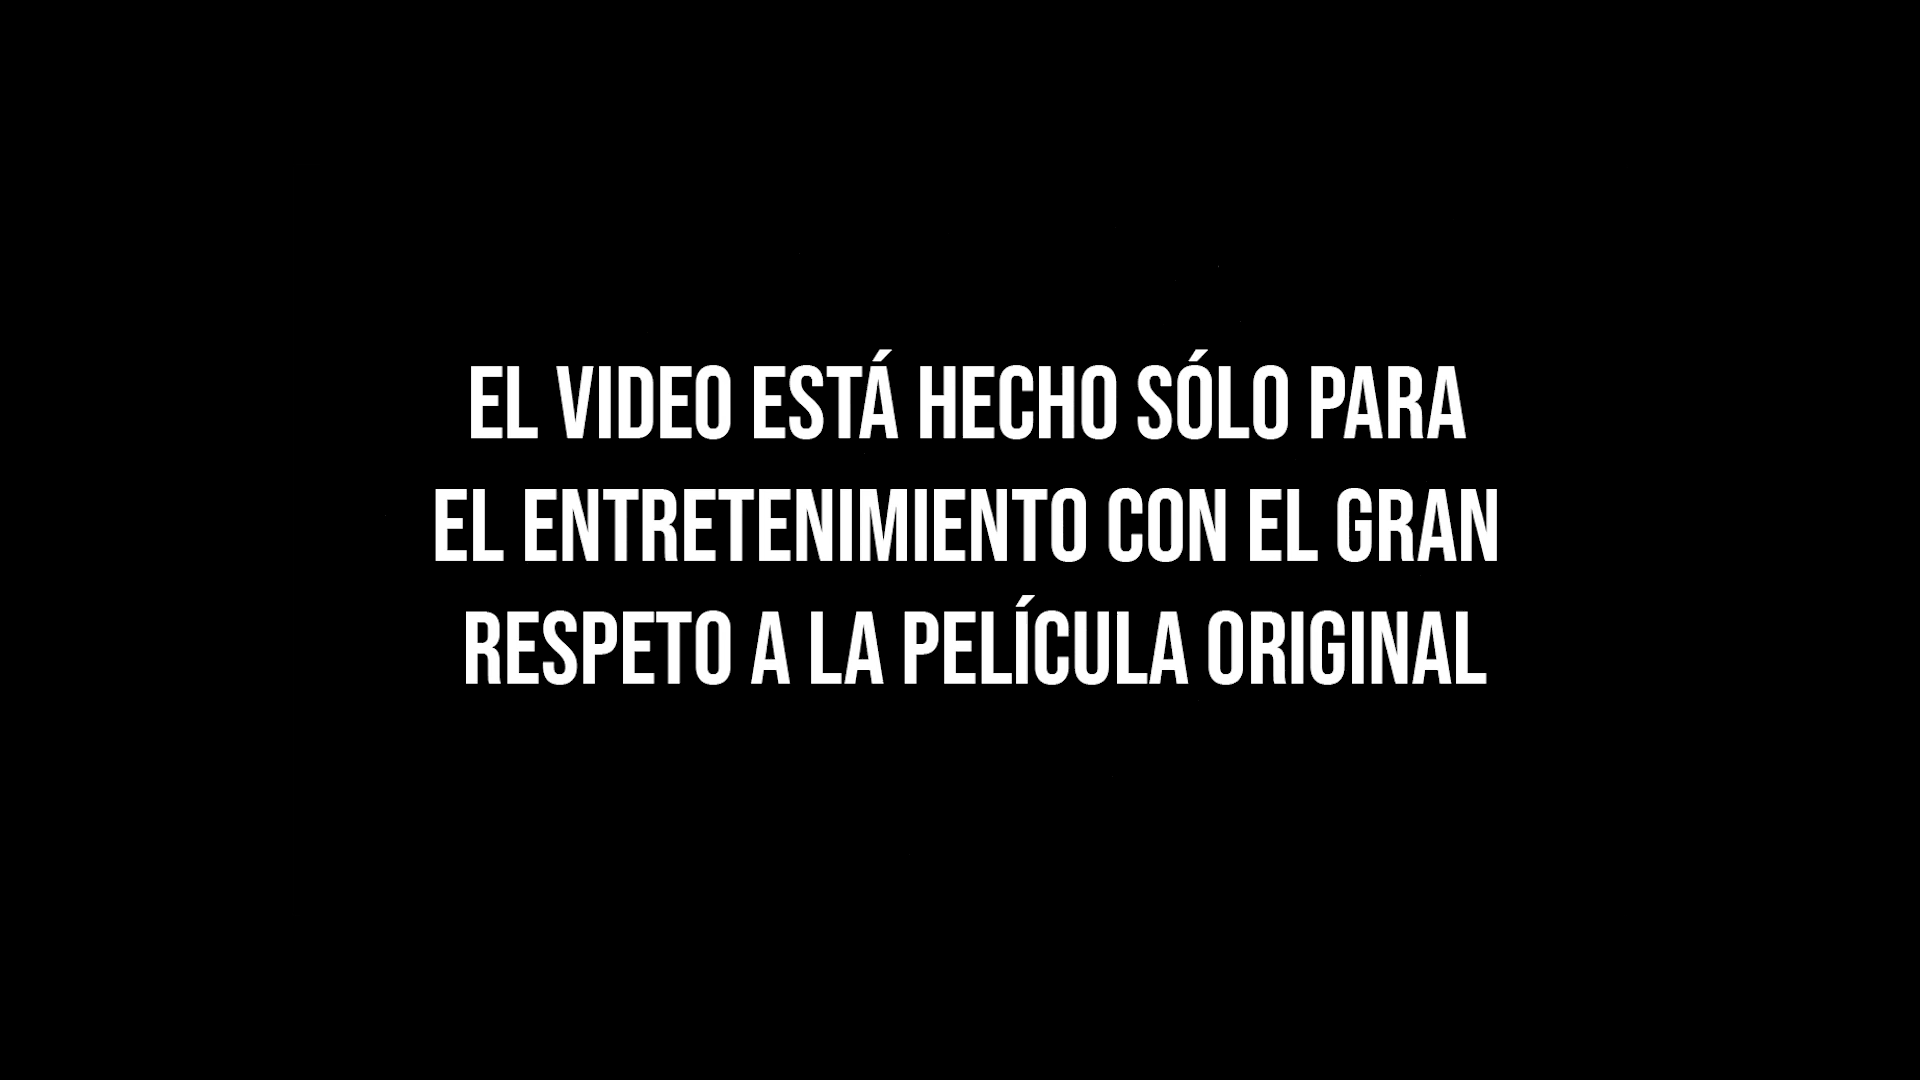 EL VIDEO ESTÁ HECHO SÓLO PARA
EL ENTRETENIMIENTO CON EL GRAN
RESPETO A LA PELÍCULA ORIGINAL